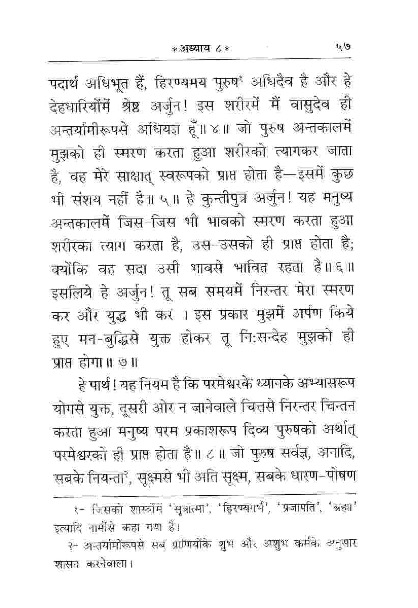 *अध्याय ८*
५७
पदार्थ अधिभूत हैं, हिरण्यमय पुरुष१ अधिदैव है और हे
देहधारियोंमें श्रेष्ठ अर्जुन! इस शरीरमें मैं वासुदेव ही
अन्तर्यामीरूपसे अधियज्ञ हूँ॥ ४॥ जो पुरुष अन्तकालमें
मुझको ही स्मरण करता हुआ शरीरको त्यागकर जाता
है, वह मेरे साक्षात् स्वरूपको प्राप्त होता है—इसमें कुछ
भी संशय नहीं है॥ ५॥ हे कुन्तीपुत्र अर्जुन! यह मनुष्य
अन्तकालमें जिस-जिस भी भावको स्मरण करता हुआ
शरीरका त्याग करता है, उस-उसको ही प्राप्त होता है;
क्योंकि वह सदा उसी भावसे भावित रहता है॥ ६॥
इसलिये हे अर्जुन! तू सब समयमें निरन्तर मेरा स्मरण
कर और युद्ध भी कर । इस प्रकार मुझमें अर्पण किये
हुए मन-बुद्धिसे युक्त होकर तू नि:सन्देह मुझको ही
प्राप्त होगा॥ ७॥
हे पार्थ! यह नियम है कि परमेश्वरके ध्यानके अभ्यासरूप
योगसे युक्त, दूसरी ओर न जानेवाले चित्तसे निरन्तर चिन्तन
करता हुआ मनुष्य परम प्रकाशरूप दिव्य पुरुषको अर्थात्
परमेश्वरको ही प्राप्त होता है॥ ८॥ जो पुरुष सर्वज्ञ, अनादि,
सबके नियन्ता२, सूक्ष्मसे भी अति सूक्ष्म, सबके धारण-पोषण
१- जिसको शास्त्रोंमें 'सूत्रात्मा', 'हिरण्यगर्भ', 'प्रजापति', 'ब्रह्मा'
इत्यादि नामोंसे कहा गया है।
२- अन्तर्यामीरूपसे सब प्राणियोंके शुभ और अशुभ कर्मके अनुसार
शासन करनेवाला।